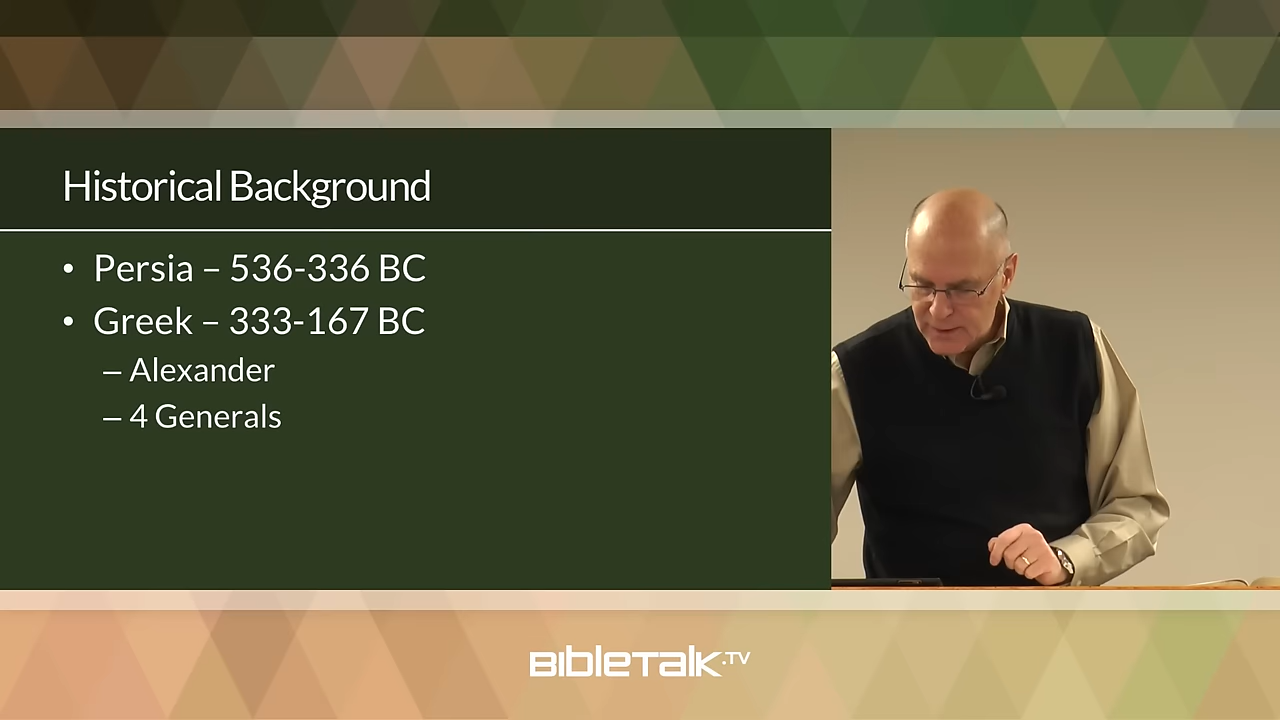 Historical Background
• Persia – 536-336 BC
• Greek – 333-167 BC
– Alexander
– 4 Generals
BIBLETALK.TV